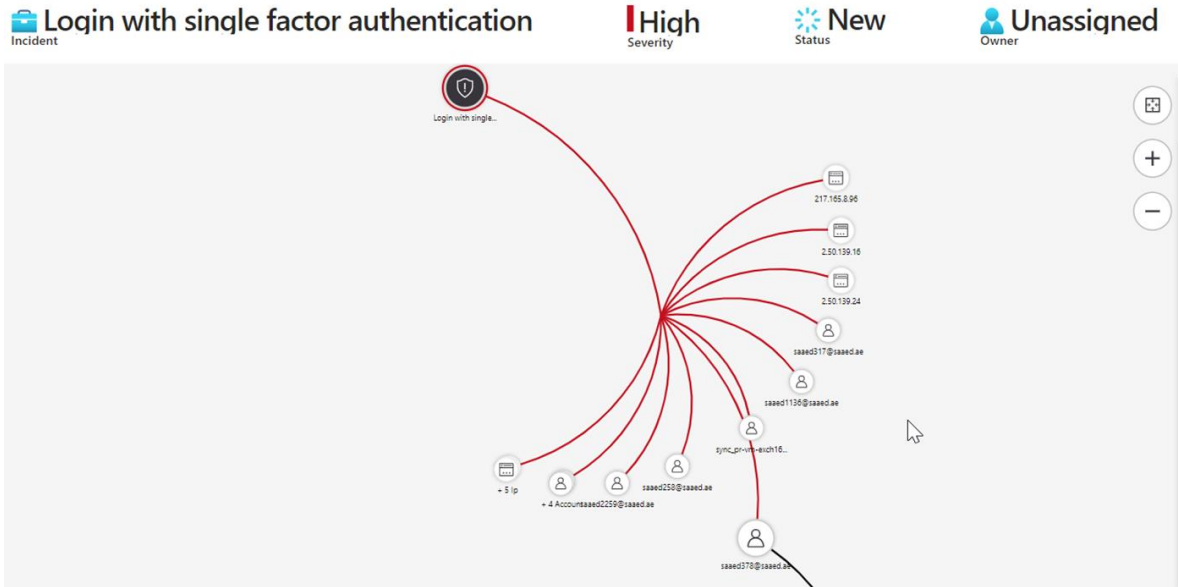 Login with single factor authentication
Incident
High
Severity
New
Status
Unassigned
Owner
Login with single...
217.165.8.96
2.50.139.16
2.50.139.24
saaed317@saaed.ae
saaed1136@saaed.ae
sync_pr-vm-exch16...
saaed258@saaed.ae
+ 5 Ip
+ 4 Account
saaed2259@saaed.ae
saaed378@saaed.ae